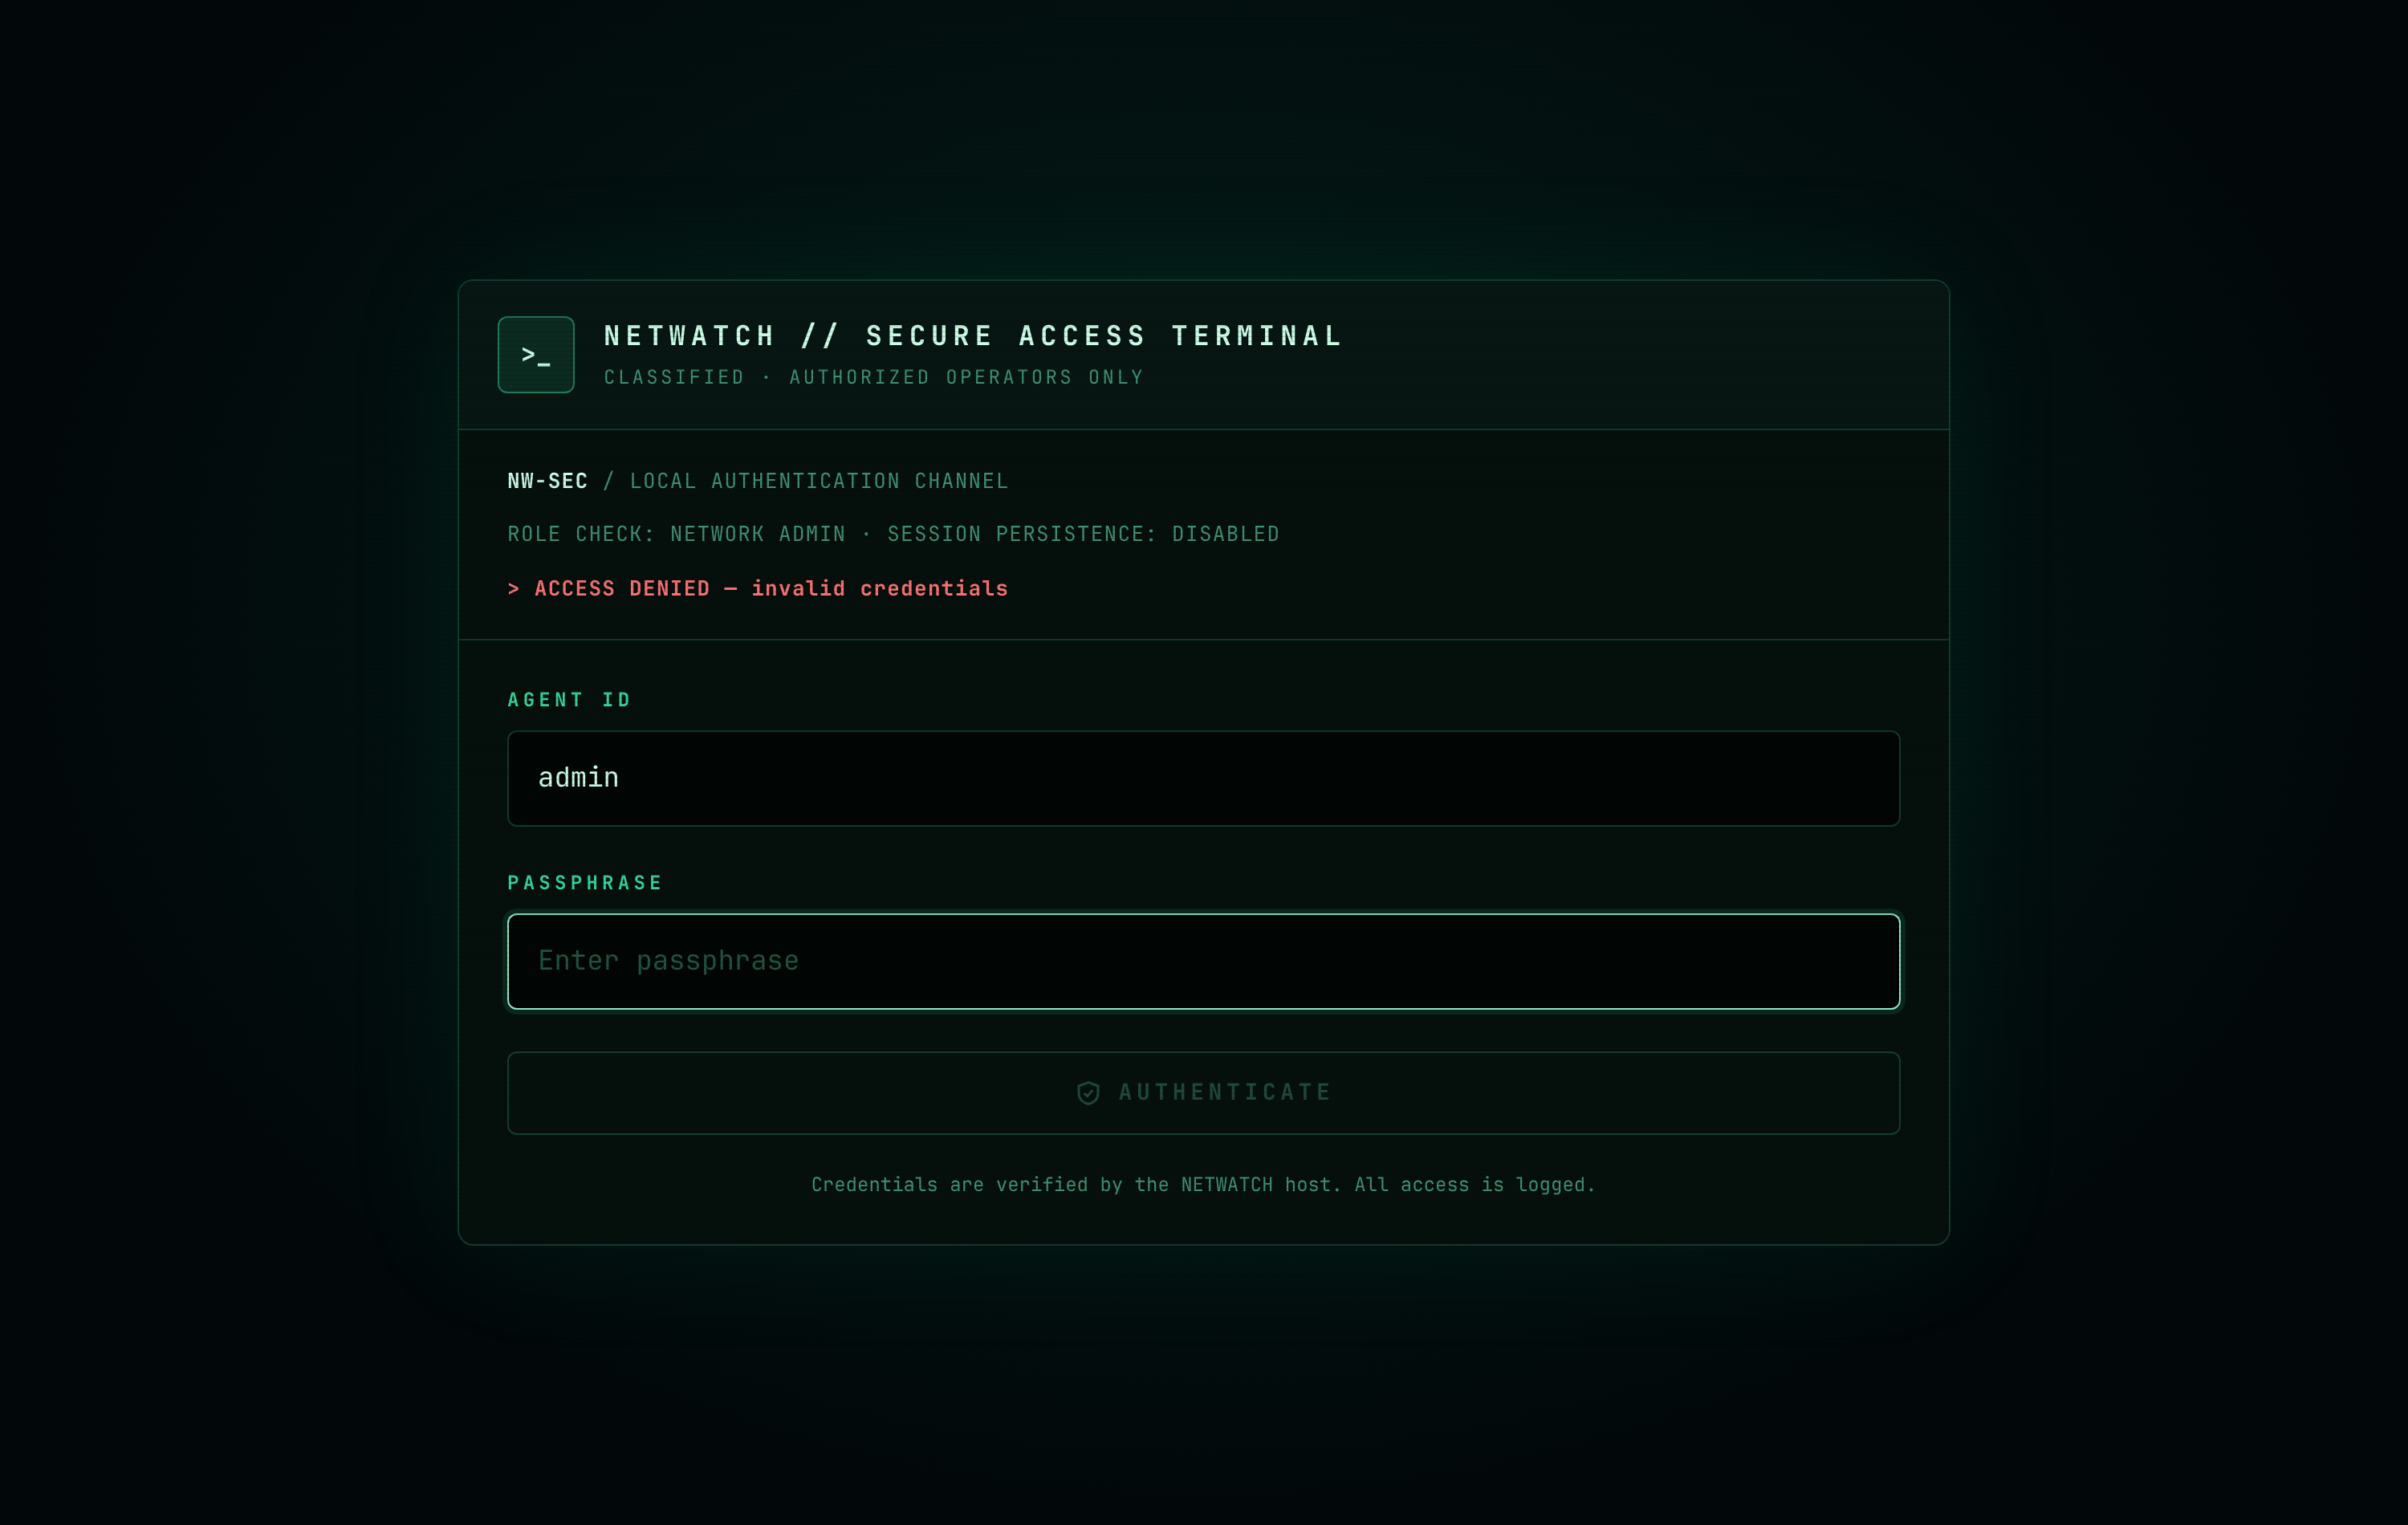 >_
NETWATCH // SECURE ACCESS TERMINAL
CLASSIFIED · AUTHORIZED OPERATORS ONLY
NW-SEC / LOCAL AUTHENTICATION CHANNEL
ROLE CHECK: NETWORK ADMIN · SESSION PERSISTENCE: DISABLED
> ACCESS DENIED — invalid credentials
AGENT ID
admin
PASSPHRASE
Enter passphrase
AUTHENTICATE
Credentials are verified by the NETWATCH host. All access is logged.